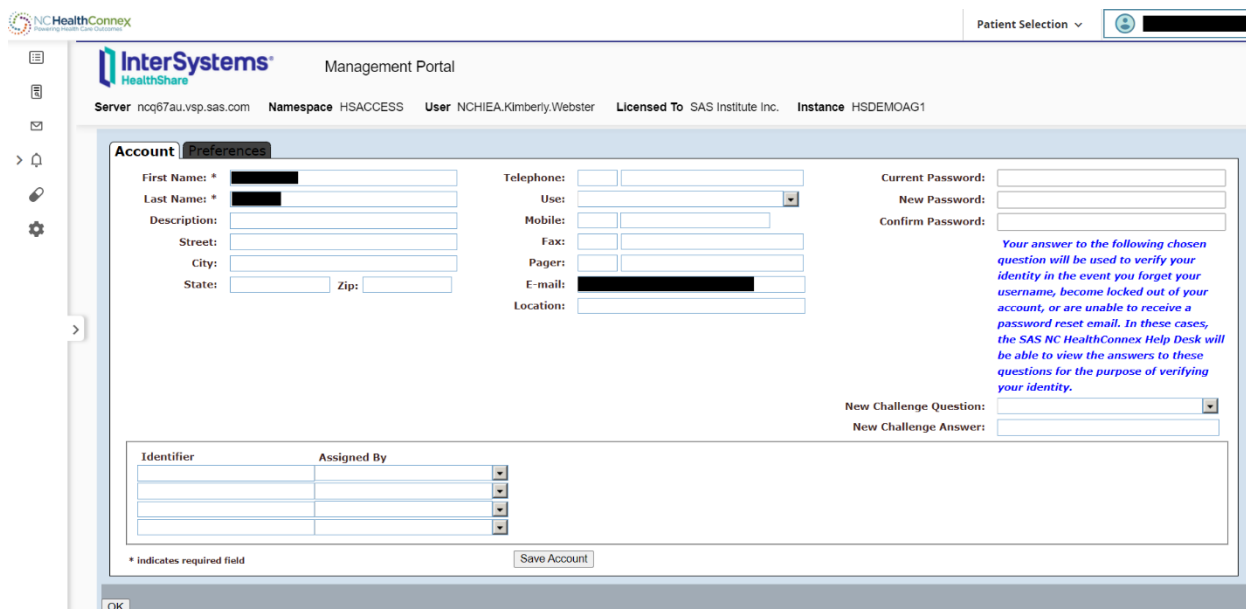 NCHealthConnex
Powering Health Care Outcomes
Patient Selection
InterSystems®
HealthShare
Management Portal
Server ncq67au.vsp.sas.com Namespace HSACCESS User NCHIEA.Kimberly.Webster Licensed To SAS Institute Inc. Instance HSDEMOAG1
Account Preferences
First Name: * Telephone: Current Password:
Last Name: * Use: New Password:
Description: Mobile: Confirm Password:
Street: Fax:
City: Pager:
State: Zip: E-mail:
Location:
Your answer to the following chosen
question will be used to verify your
identity in the event you forget your
username, become locked out of your
account, or are unable to receive a
password reset email. In these cases,
the SAS NC HealthConnex Help Desk will
be able to view the answers to these
questions for the purpose of verifying
your identity.
New Challenge Question:
New Challenge Answer:
Identifier Assigned By
* indicates required field Save Account
OK